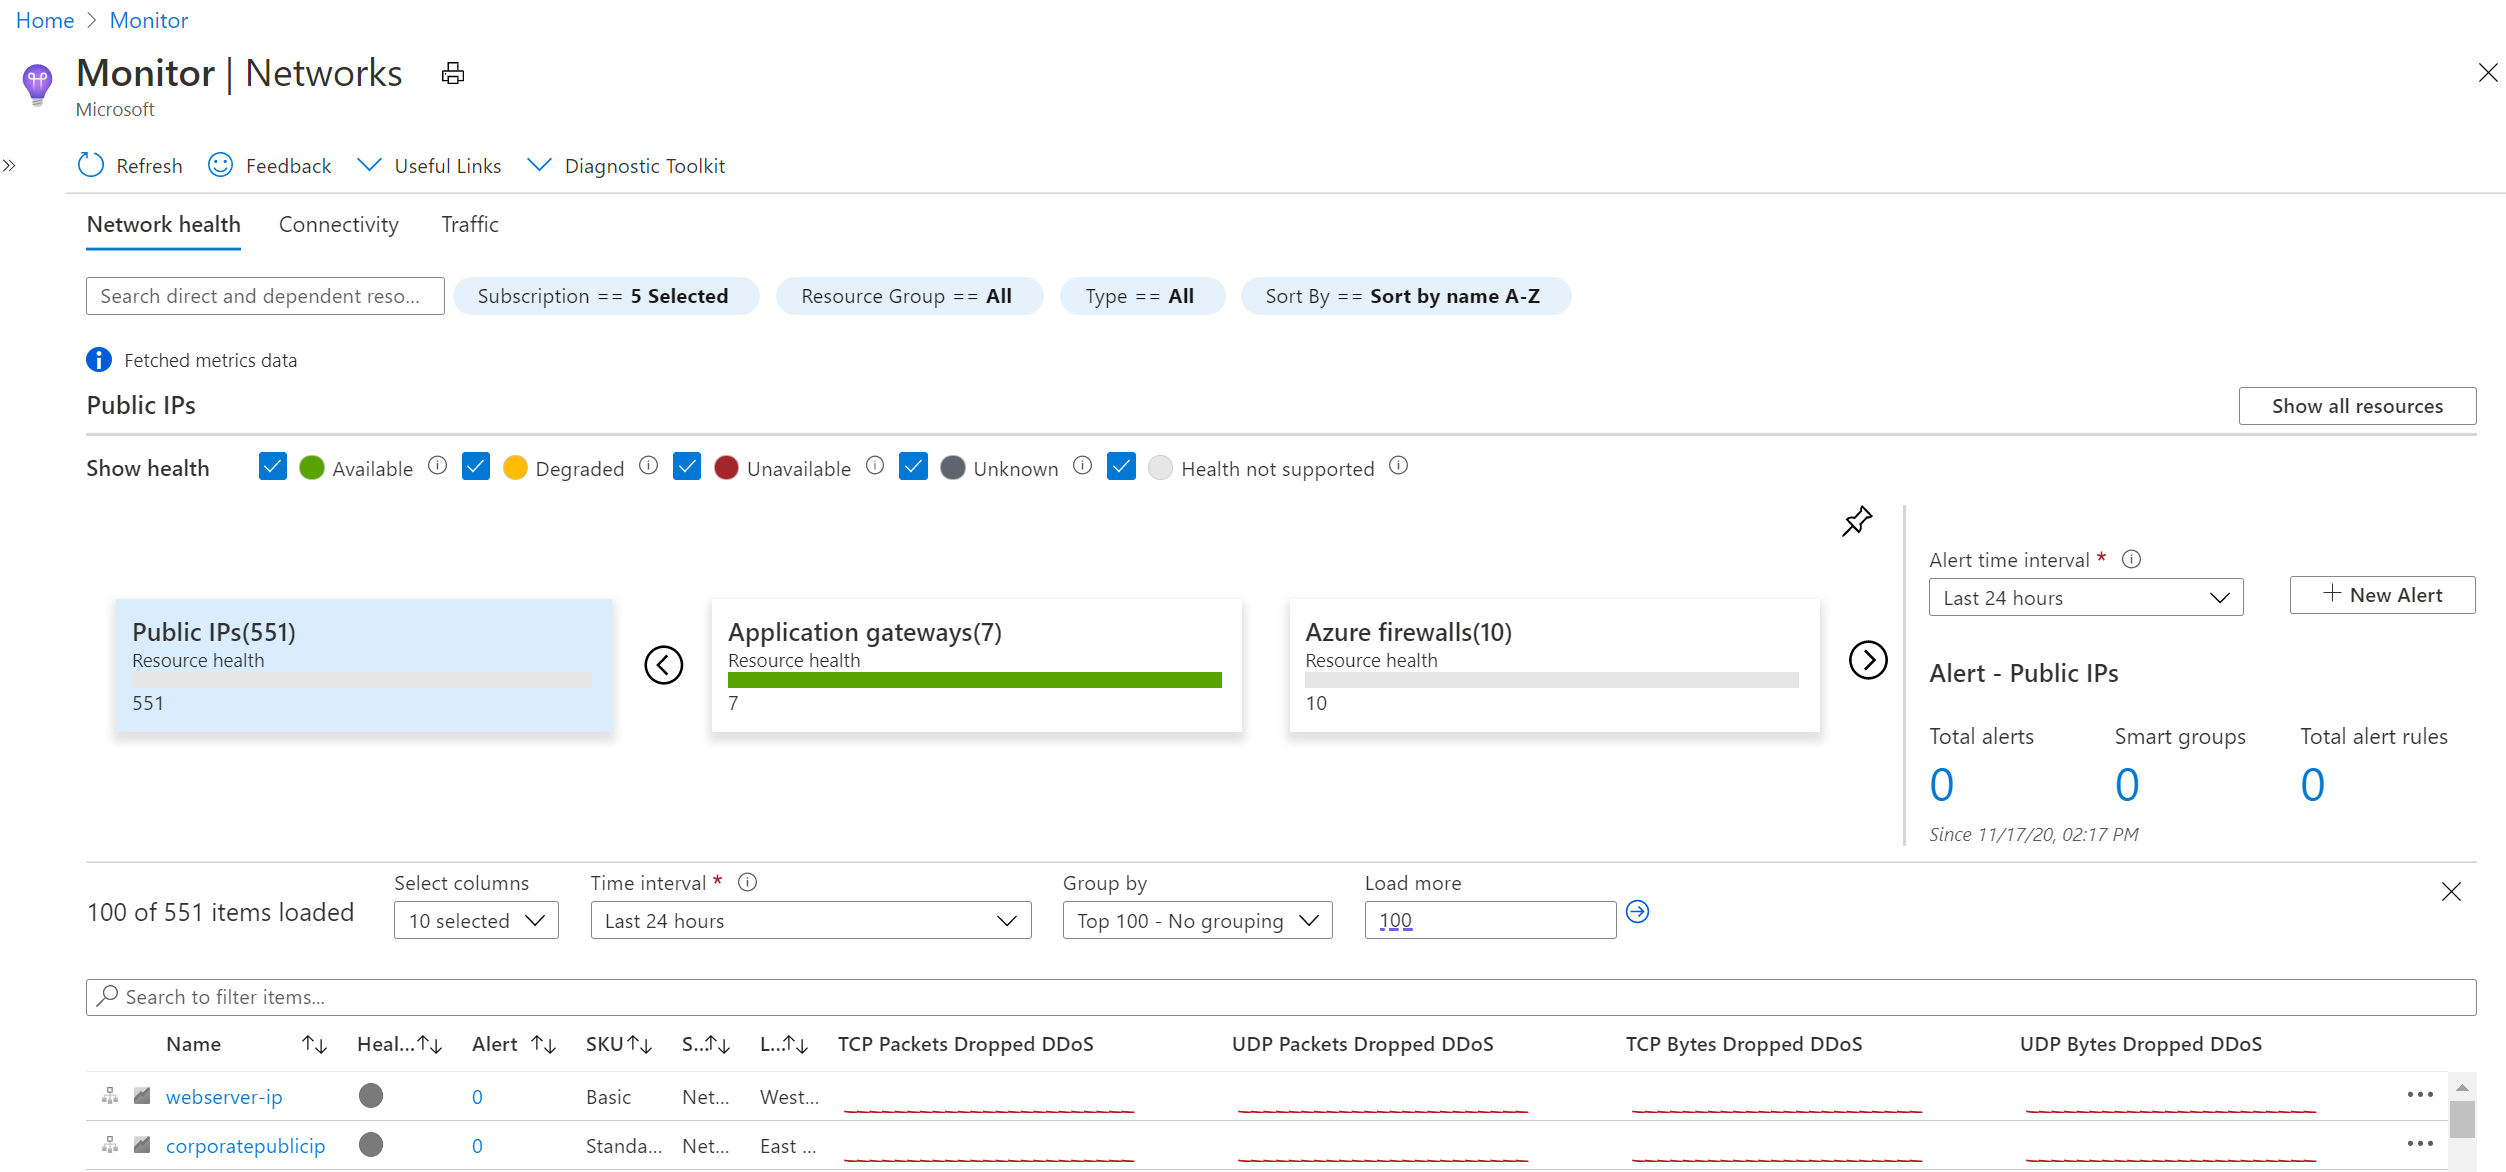 Home > Monitor
Monitor | Networks
Microsoft
Refresh Feedback Useful Links Diagnostic Toolkit
Network health Connectivity Traffic
Search direct and dependent reso... Subscription == 5 Selected Resource Group == All Type == All Sort By == Sort by name A-Z
Fetched metrics data
Public IPs Show all resources
Show health Available Degraded Unavailable Unknown Health not supported
Alert time interval *
Last 24 hours + New Alert
Public IPs(551) Application gateways(7) Azure firewalls(10)
Resource health Resource health Resource health
551 7 10
Alert - Public IPs
Total alerts Smart groups Total alert rules
0 0 0
Since 11/17/20, 02:17 PM
Select columns Time interval * Group by Load more
100 of 551 items loaded 10 selected Last 24 hours Top 100 - No grouping 100
Search to filter items...
Name Heal... Alert SKU S... L... TCP Packets Dropped DDoS UDP Packets Dropped DDoS TCP Bytes Dropped DDoS UDP Bytes Dropped DDoS
webserver-ip 0 Basic Net... West...
corporatepublicip 0 Standa... Net... East ...